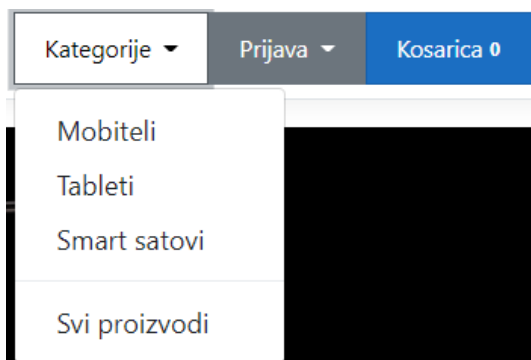 Kategorije
Prijava
Kosarica 0
Mobiteli
Tableti
Smart satovi
Svi proizvodi